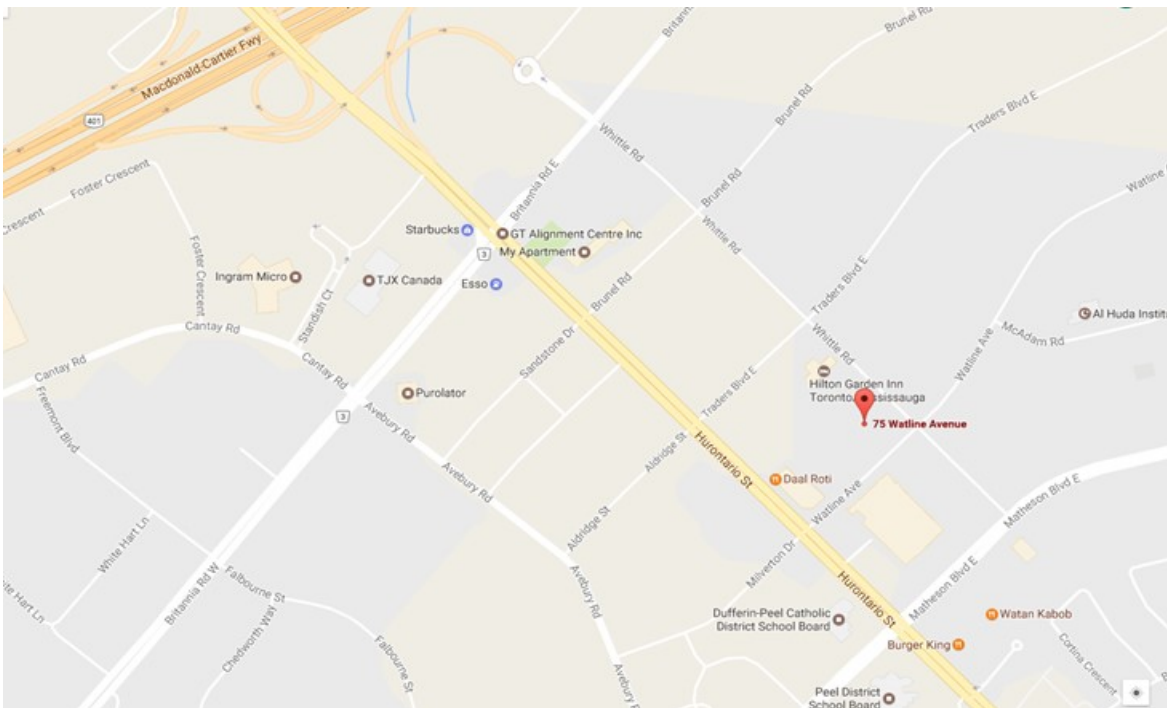 Macdonald-Cartier Fwy
401
Foster Crescent
Crescent
Foster Crescent
Brunel Rd
Brunel Rd
Brunel Rd
Brunel Rd
Whittle Rd
Whittle Rd
Whittle Rd
Traders Blvd E
Traders Blvd E
Traders Blvd E
Britannia Rd E
Starbucks
GT Alignment Centre Inc
My Apartment
3
Esso
Ingram Micro
TJX Canada
Standish Ct
Cantay Rd
Cantay Rd
Cantay Rd
Sandstone Dr
Purolator
3
Avebury Rd
Avebury Rd
Avebury Rd
Avebury Rd
Freemont Blvd
Al Huda
McAdam Rd
Watline Ave
Watline
Hilton Garden Inn
75 Watline Avenue
Aldridge St
Aldridge St
Hurontario St
Daal Roti
Watline Ave
Matheson Blvd E
Milverton Dr
Hurontario St
Matheson Blvd E
White Hart Ln
Hart Ln
Britannia Rd W
Falbourne St
Chedworth Way
Falbourne St
Dufferin-Peel Catholic
District School Board
Watan Kabob
Burger King
Cortina Crescent
Peel District
School Board